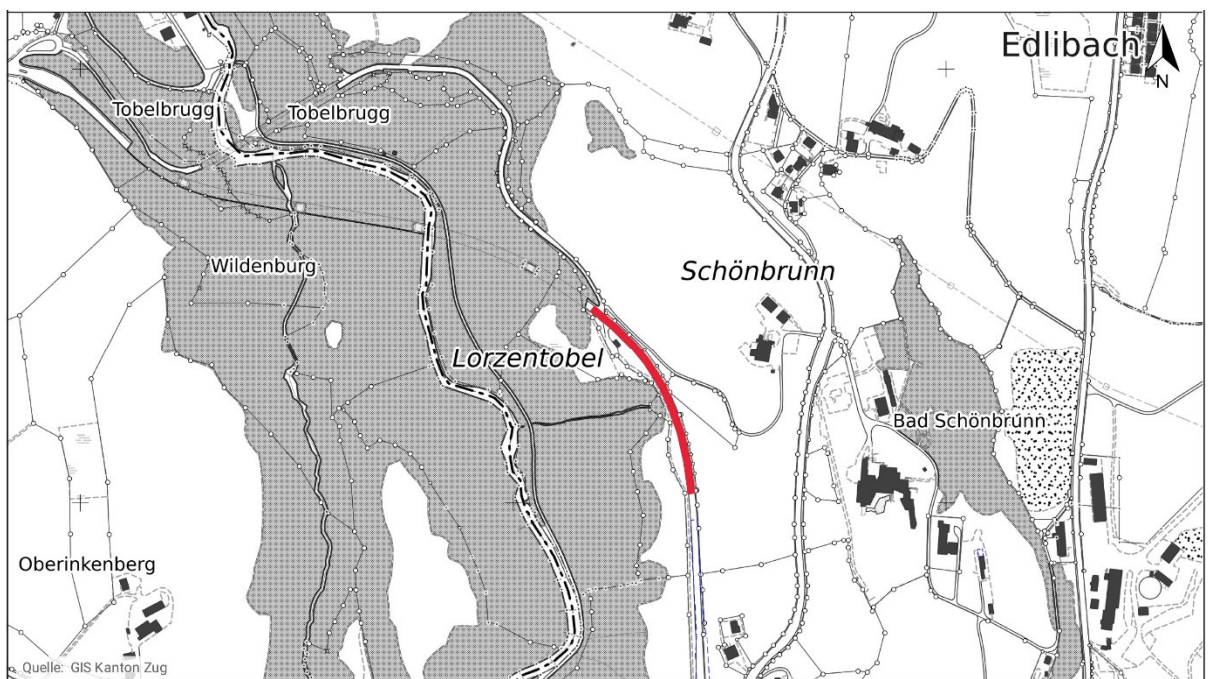 Edlibach
N
Tobelbrugg
Tobelbrugg
Wildenburg
Schönbrunn
Lorzentobel
Bad Schönbrunn
Oberinkenberg
Quelle: GIS Kanton Zug